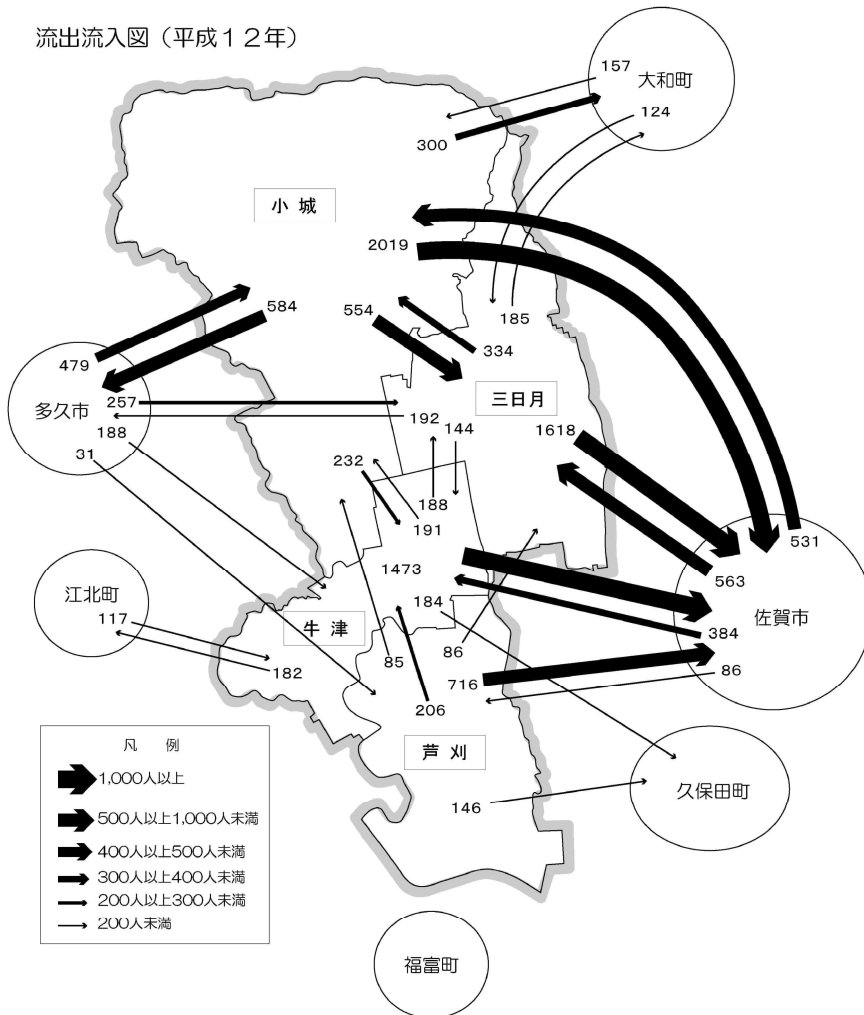 流出流入図（平成１２年）
157
大和町
124
300
小 城
2019
185
584
554
334
479
多久市
257
192
三日月
188
144
1618
31
232
188
191
531
1473
563
江北町
184
佐賀市
117
牛 津
384
85
86
86
182
716
206
芦 刈
凡　例
1,000人以上
146
久保田町
500人以上1,000人未満
400人以上500人未満
300人以上400人未満
200人以上300人未満
200人未満
福富町